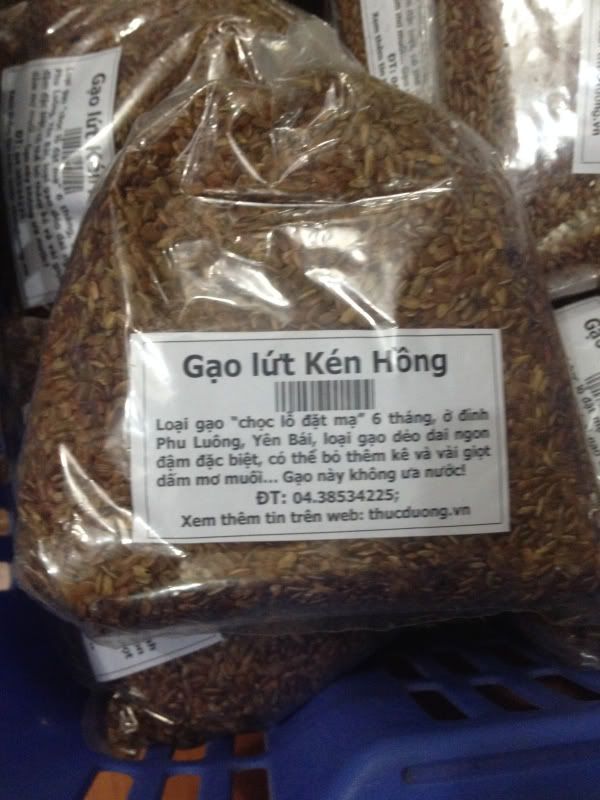 Gạo lứt Kén Hồng
Loại gạo "chọc lỗ đặt mạ" 6 tháng, ở đỉnh
Phu Luông, Yên Bái, loại gạo dẻo dai ngon
đậm đặc biệt, có thể bỏ thêm kê và vài giọt
dấm mơ muối... Gạo này không ưa nước!
ĐT: 04.38534225;
Xem thêm tin trên web: thucduong.vn
Gạo lứt